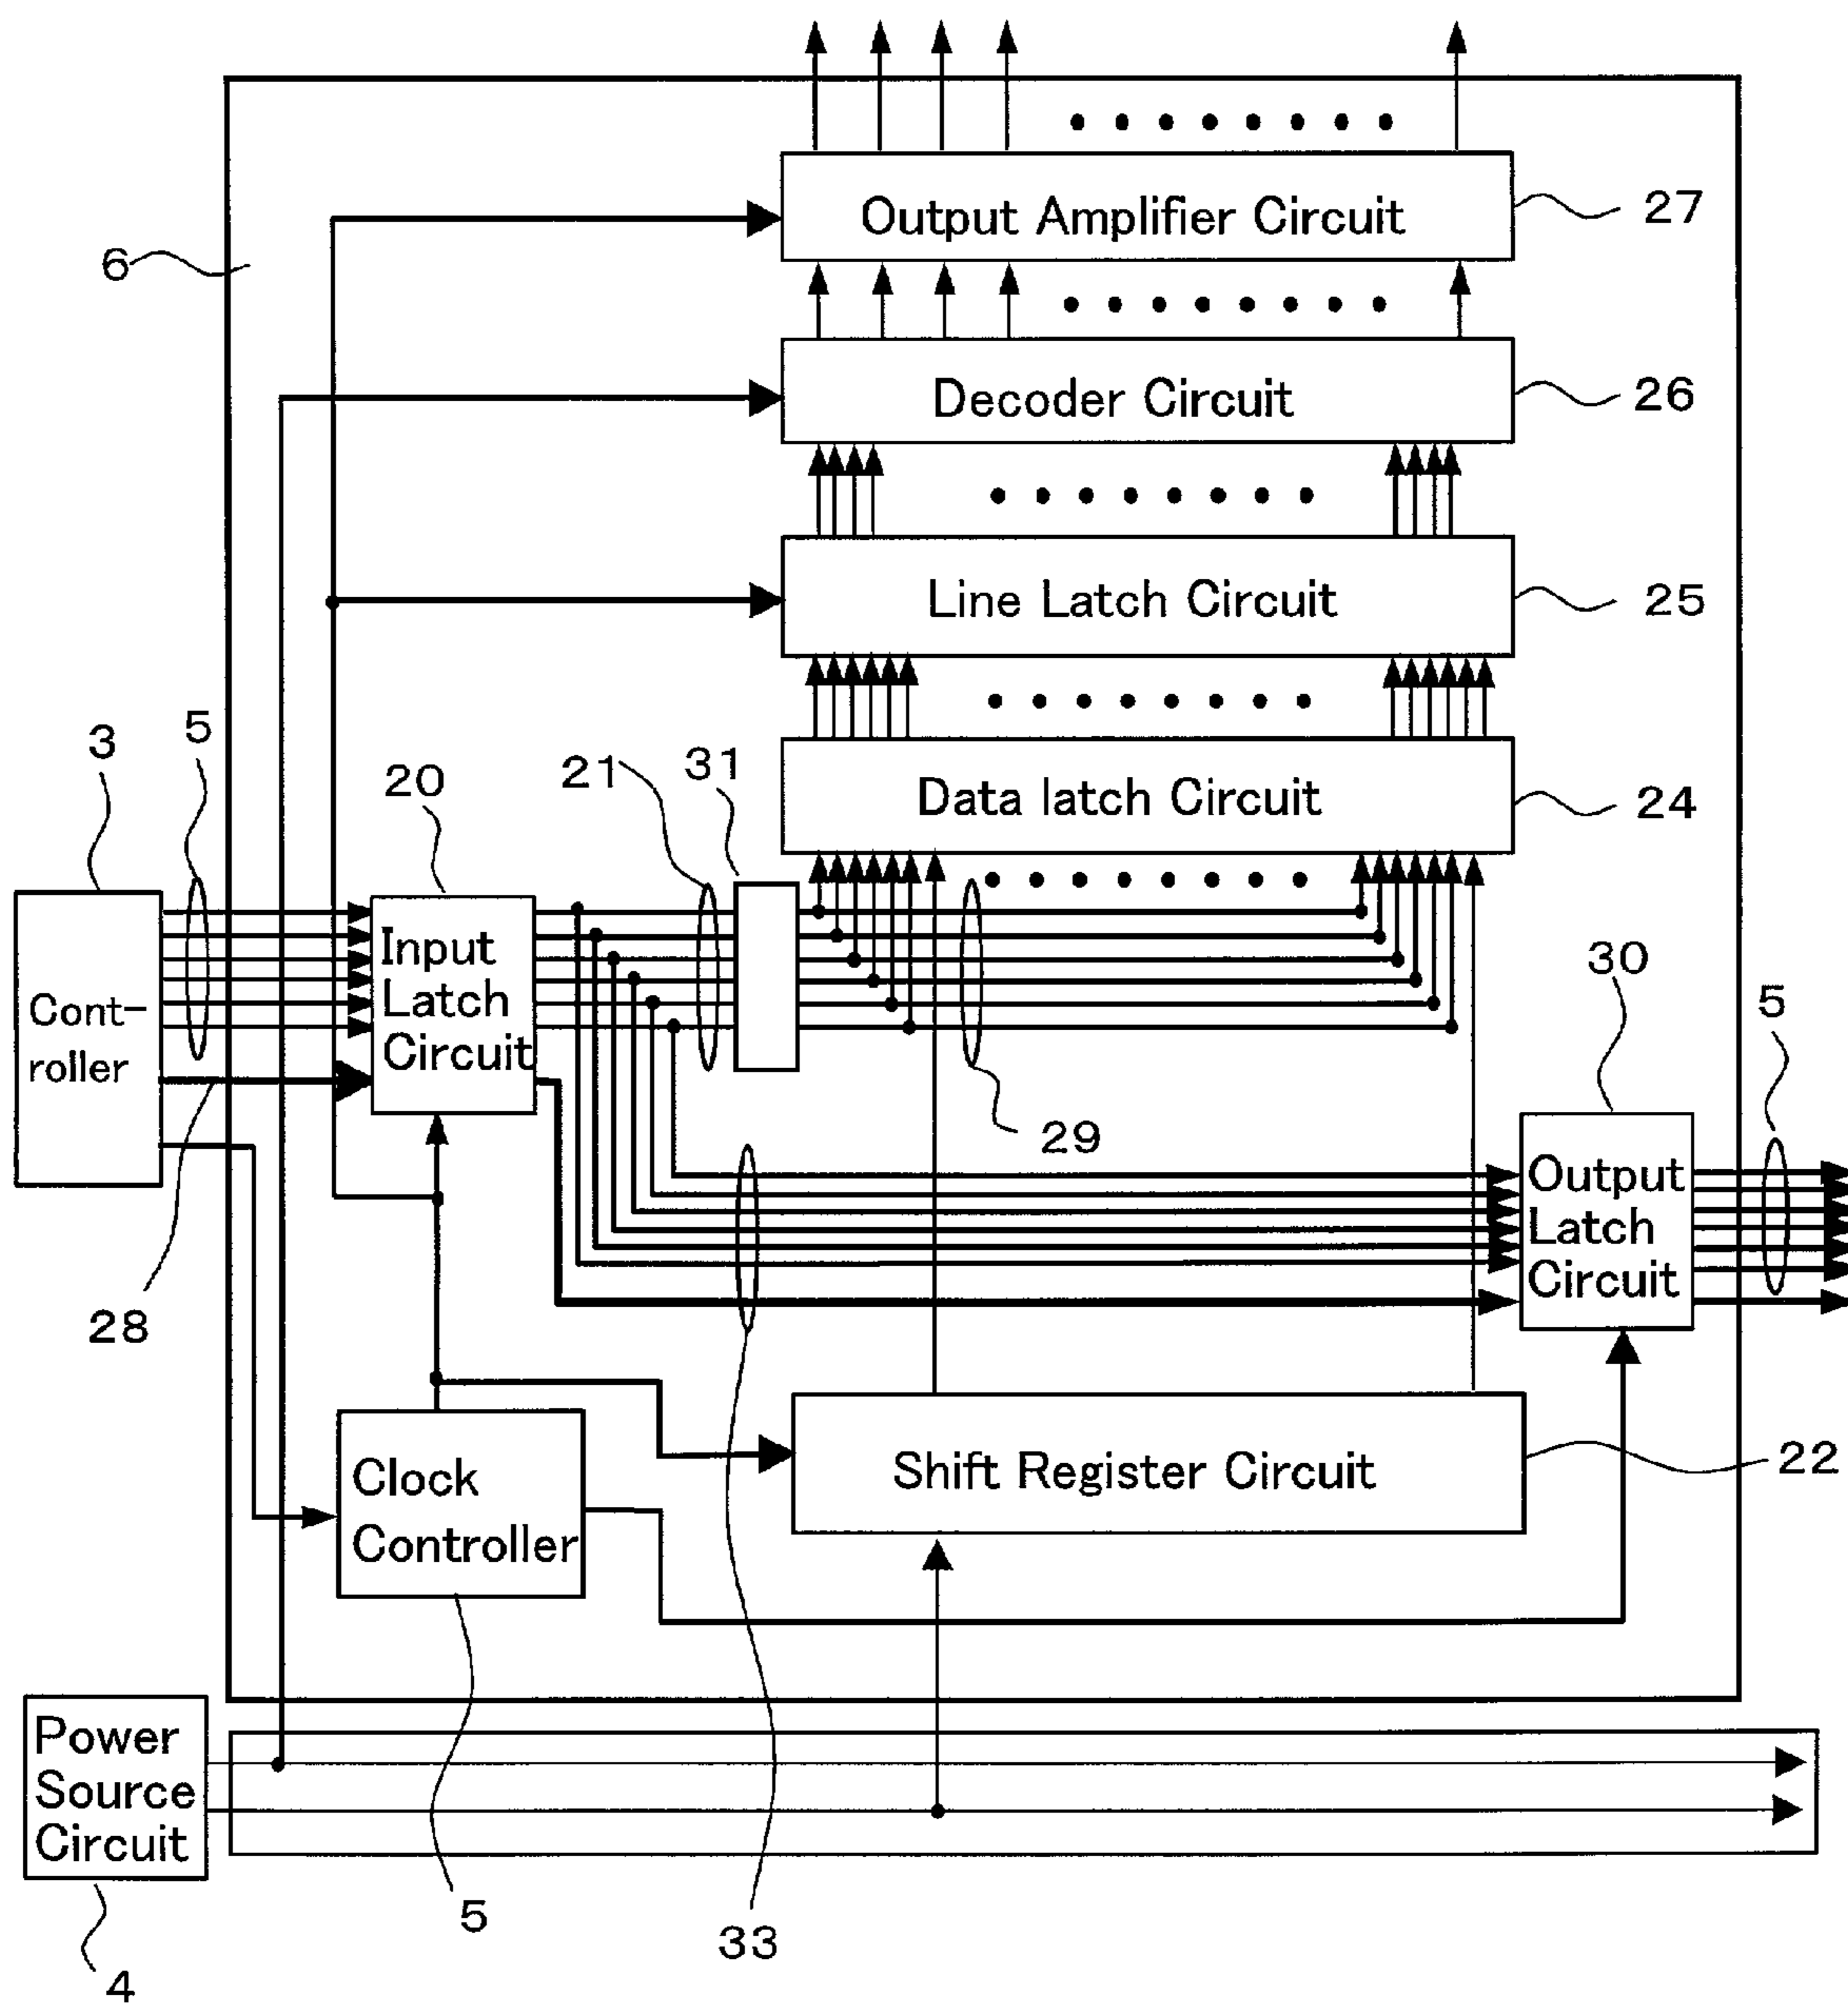 Output Amplifier Circuit
27
6
Decoder Circuit
26
Line Latch Circuit
25
3
5
20
21
31
Data latch Circuit
24
Cont-
roller
Input
Latch
Circuit
30
5
29
28
Output
Latch
Circuit
Clock
Controller
Shift Register Circuit
22
Power
Source
Circuit
5
33
4